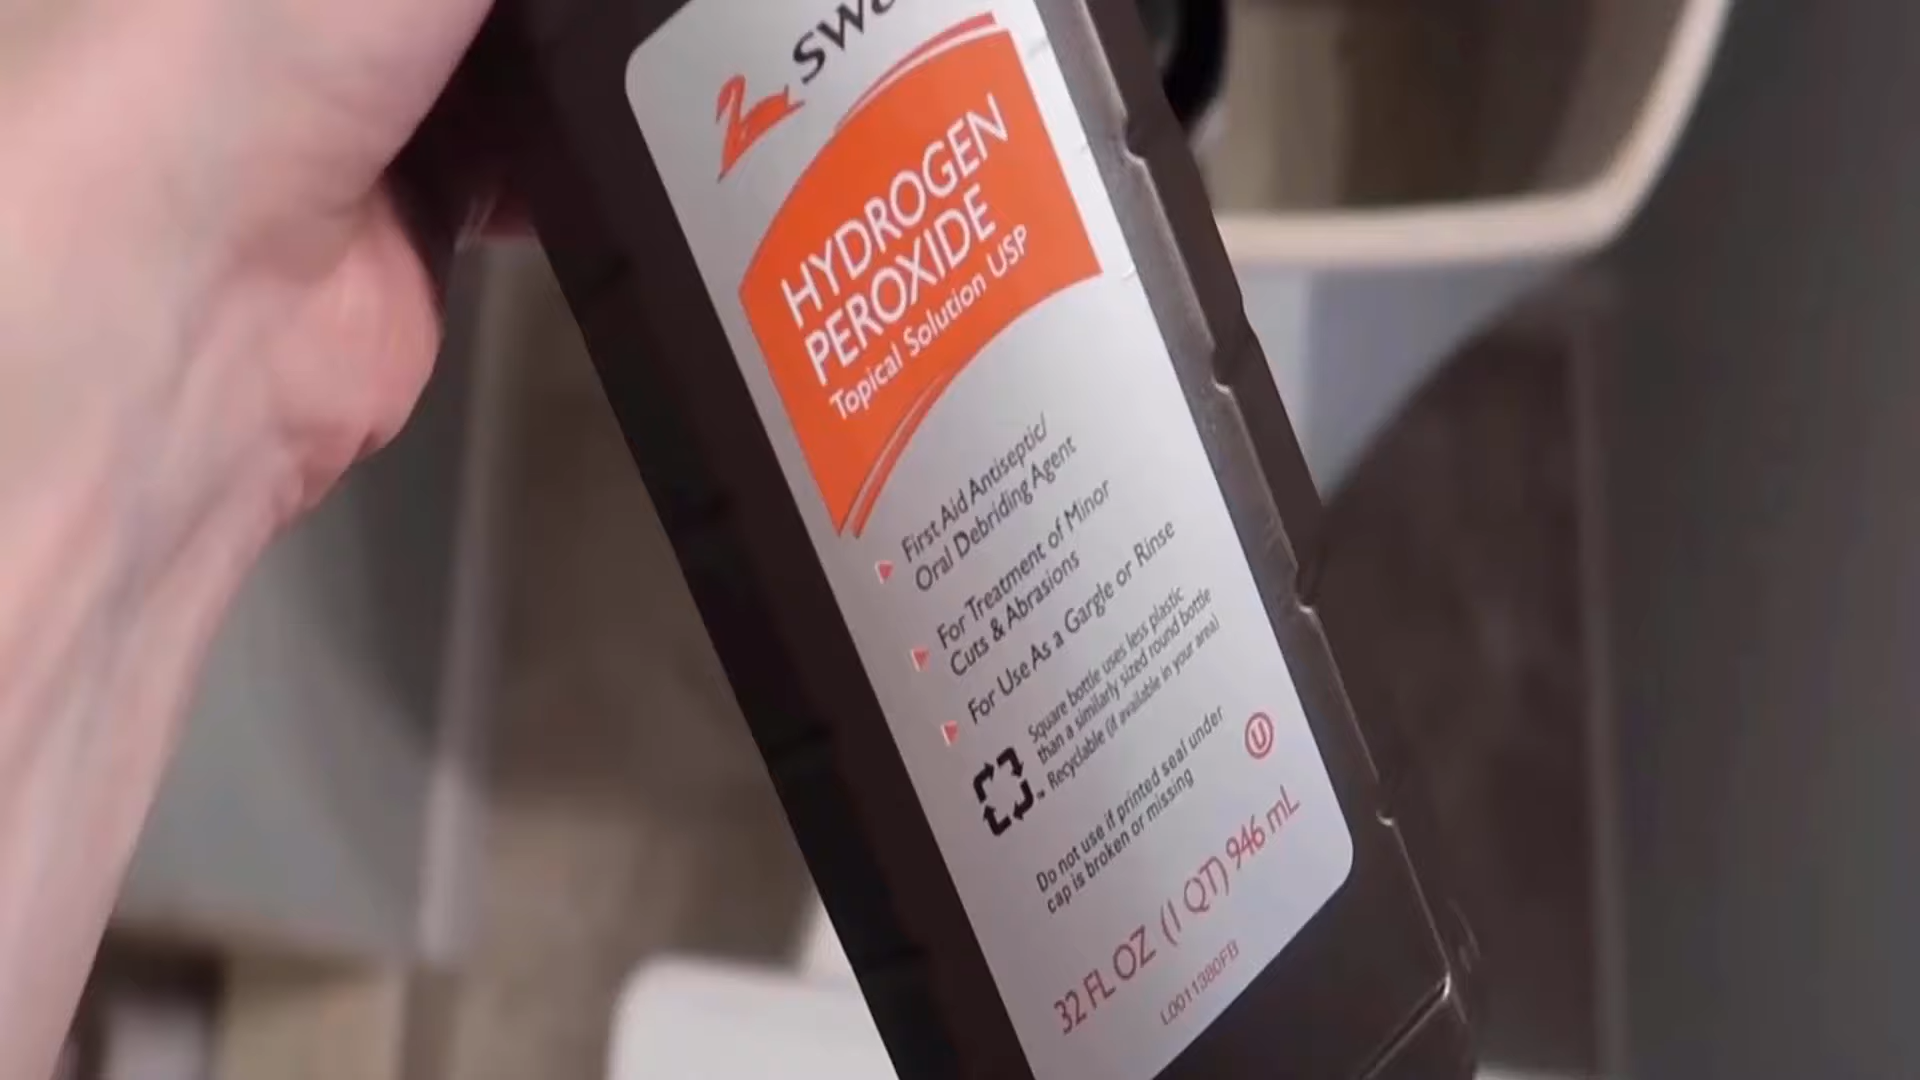 HYDROGEN
PEROXIDE
Topical Solution USP
First Aid Antiseptic/
Oral Debriding Agent
For Treatment of Minor
Cuts & Abrasions
For Use As a Gargle or Rinse
Square bottle uses less plastic
than a similarly sized round bottle
Recyclable (if available in your area)
Do not use if printed seal under
cap is broken or missing
U
32 FL OZ (1 QT) 946 mL
L0011380FB